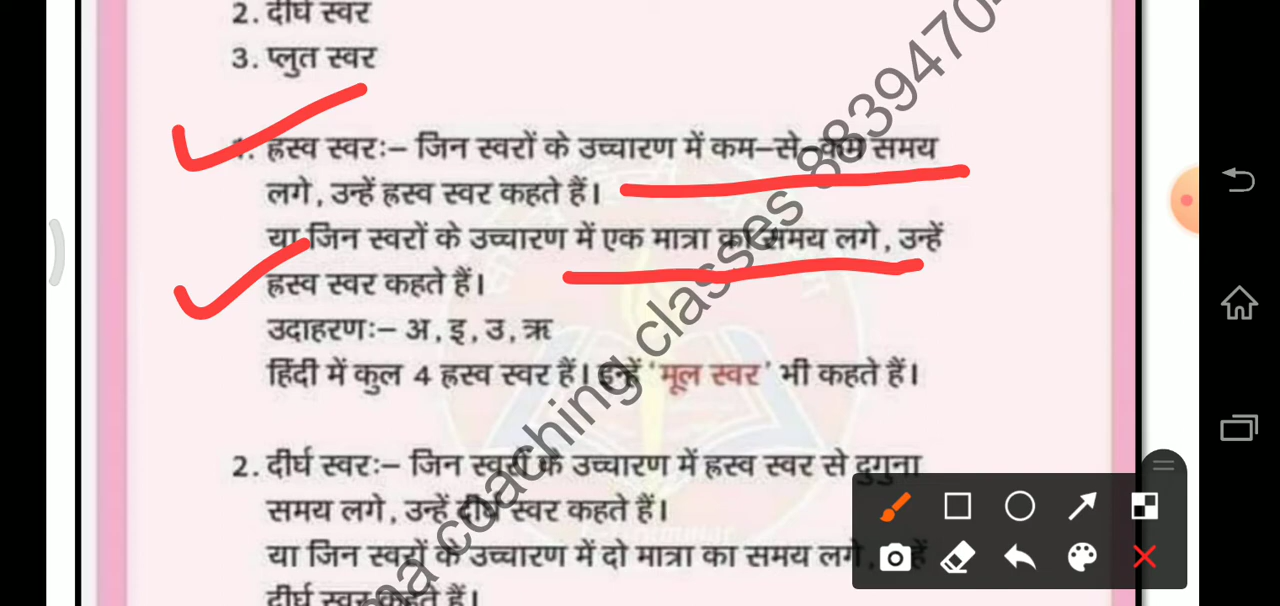 2. दीर्घ स्वर
3. प्लुत स्वर
1. ह्रस्व स्वरः– जिन स्वरों के उच्चारण में कम–से–कम समय
लगे, उन्हें ह्रस्व स्वर कहते हैं।
या जिन स्वरों के उच्चारण में एक मात्रा का समय लगे, उन्हें
ह्रस्व स्वर कहते हैं।
उदाहरणः– अ, इ, उ, ऋ
हिंदी में कुल 4 ह्रस्व स्वर हैं। इन्हें 'मूल स्वर' भी कहते हैं।
2. दीर्घ स्वरः– जिन स्वरों के उच्चारण में ह्रस्व स्वर से दुगुना
समय लगे, उन्हें दीर्घ स्वर कहते हैं।
या जिन स्वरों के उच्चारण में दो मात्रा का समय लगे,
दीर्घ स्वर कहते हैं।
coaching classes 8839470